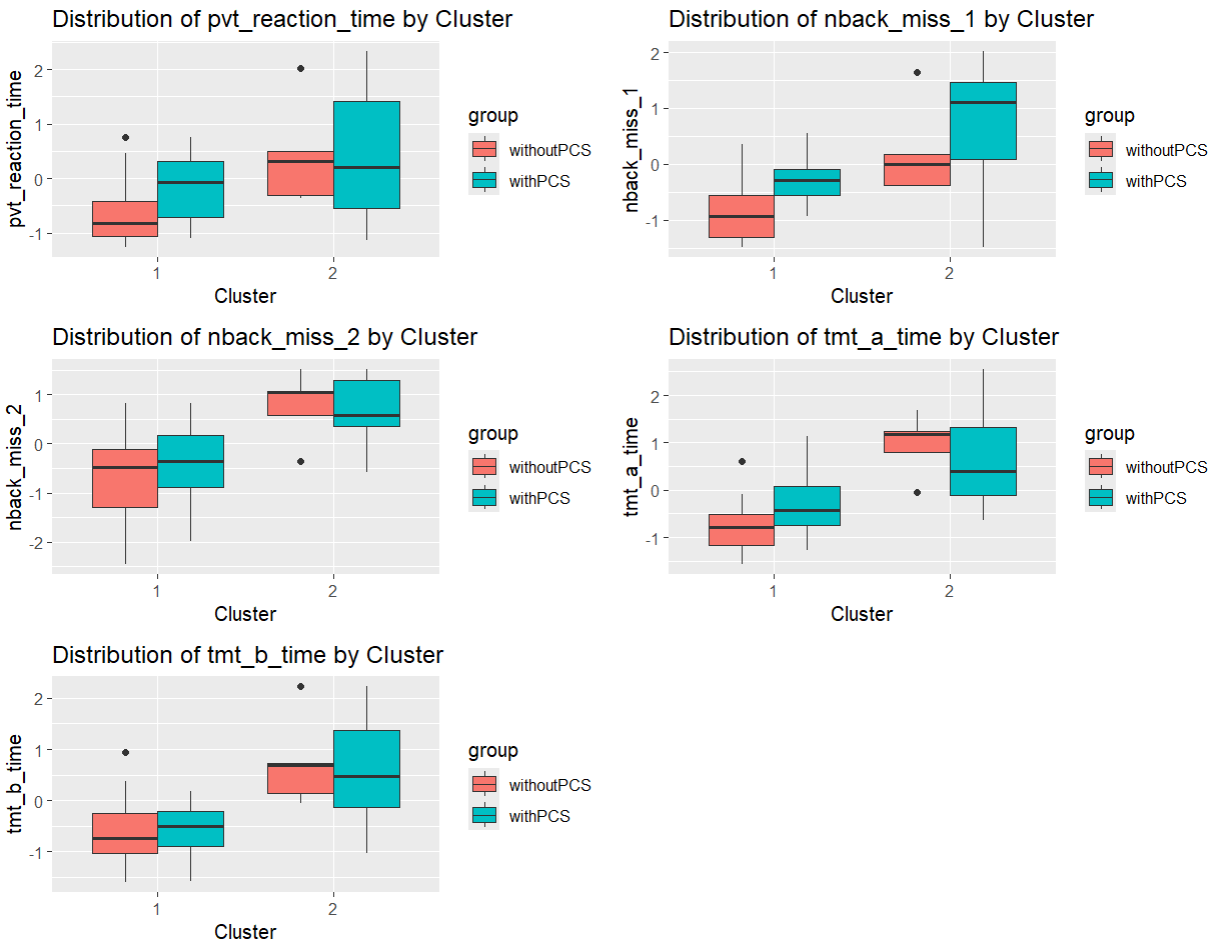 Distribution of pvt_reaction_time by Cluster
pvt_reaction_time
2
1
0
-1
1 2
Cluster
group
withoutPCS
withPCS
Distribution of nback_miss_1 by Cluster
nback_miss_1
2
1
0
-1
1 2
Cluster
group
withoutPCS
withPCS
Distribution of nback_miss_2 by Cluster
nback_miss_2
1
0
-1
-2
1 2
Cluster
group
withoutPCS
withPCS
Distribution of tmt_a_time by Cluster
tmt_a_time
2
1
0
-1
1 2
Cluster
group
withoutPCS
withPCS
Distribution of tmt_b_time by Cluster
tmt_b_time
2
1
0
-1
1 2
Cluster
group
withoutPCS
withPCS